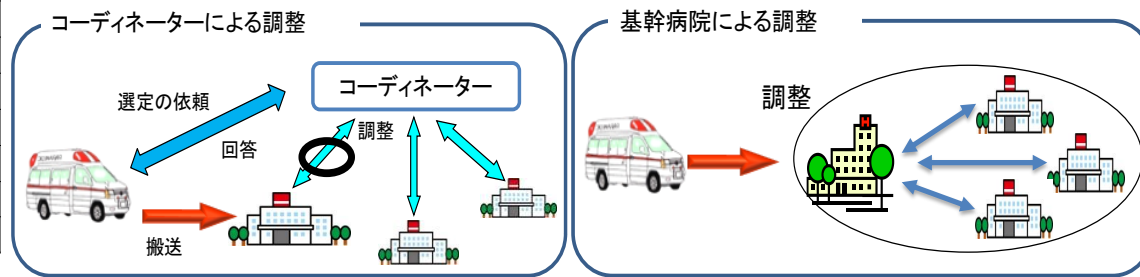 コーディネーターによる調整
コーディネーター
選定の依頼
回答
調整
搬送
基幹病院による調整
調整
H